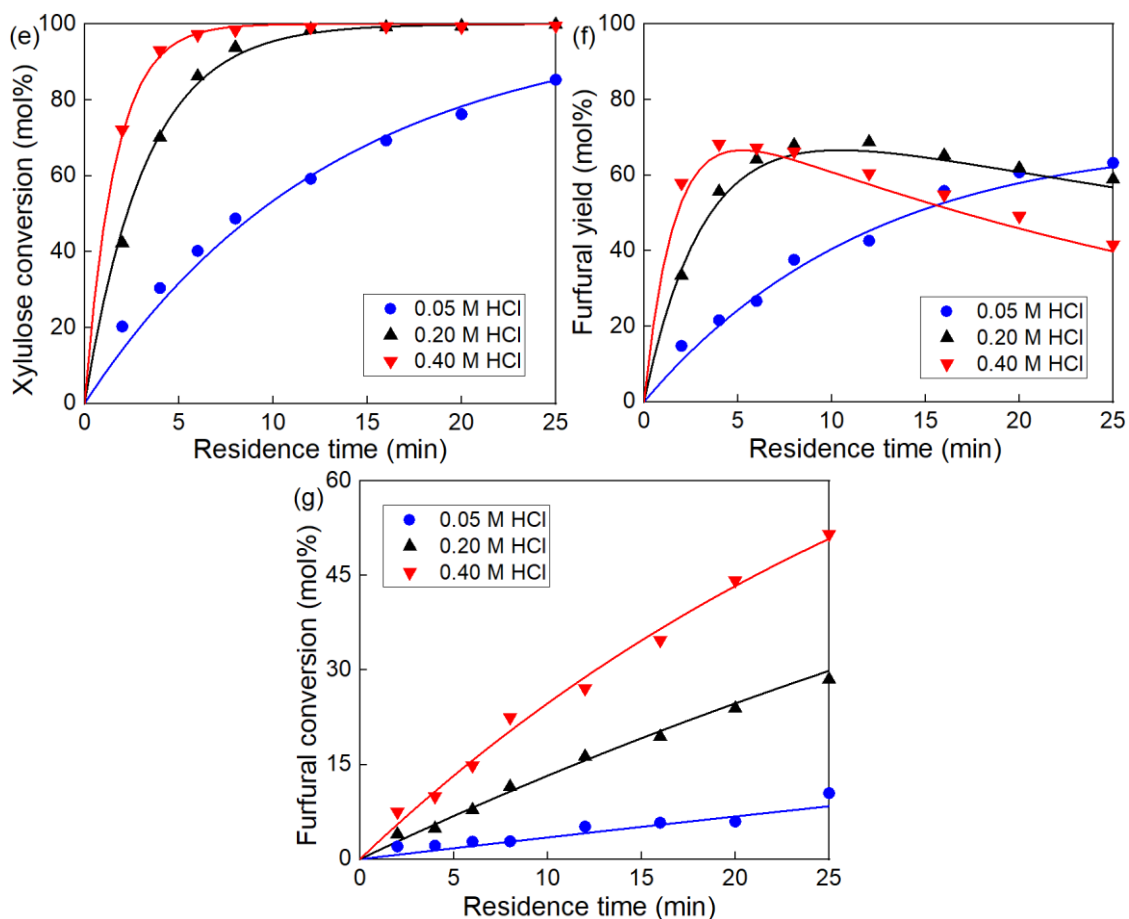 (e)
Xylulose conversion (mol%)
100
80
60
40
20
0
0 5 10 15 20 25
Residence time (min)
0.05 M HCl
0.20 M HCl
0.40 M HCl
(f)
Furfural yield (mol%)
100
80
60
40
20
0
0 5 10 15 20 25
Residence time (min)
0.05 M HCl
0.20 M HCl
0.40 M HCl
(g)
Furfural conversion (mol%)
60
45
30
15
0
0 5 10 15 20 25
Residence time (min)
0.05 M HCl
0.20 M HCl
0.40 M HCl